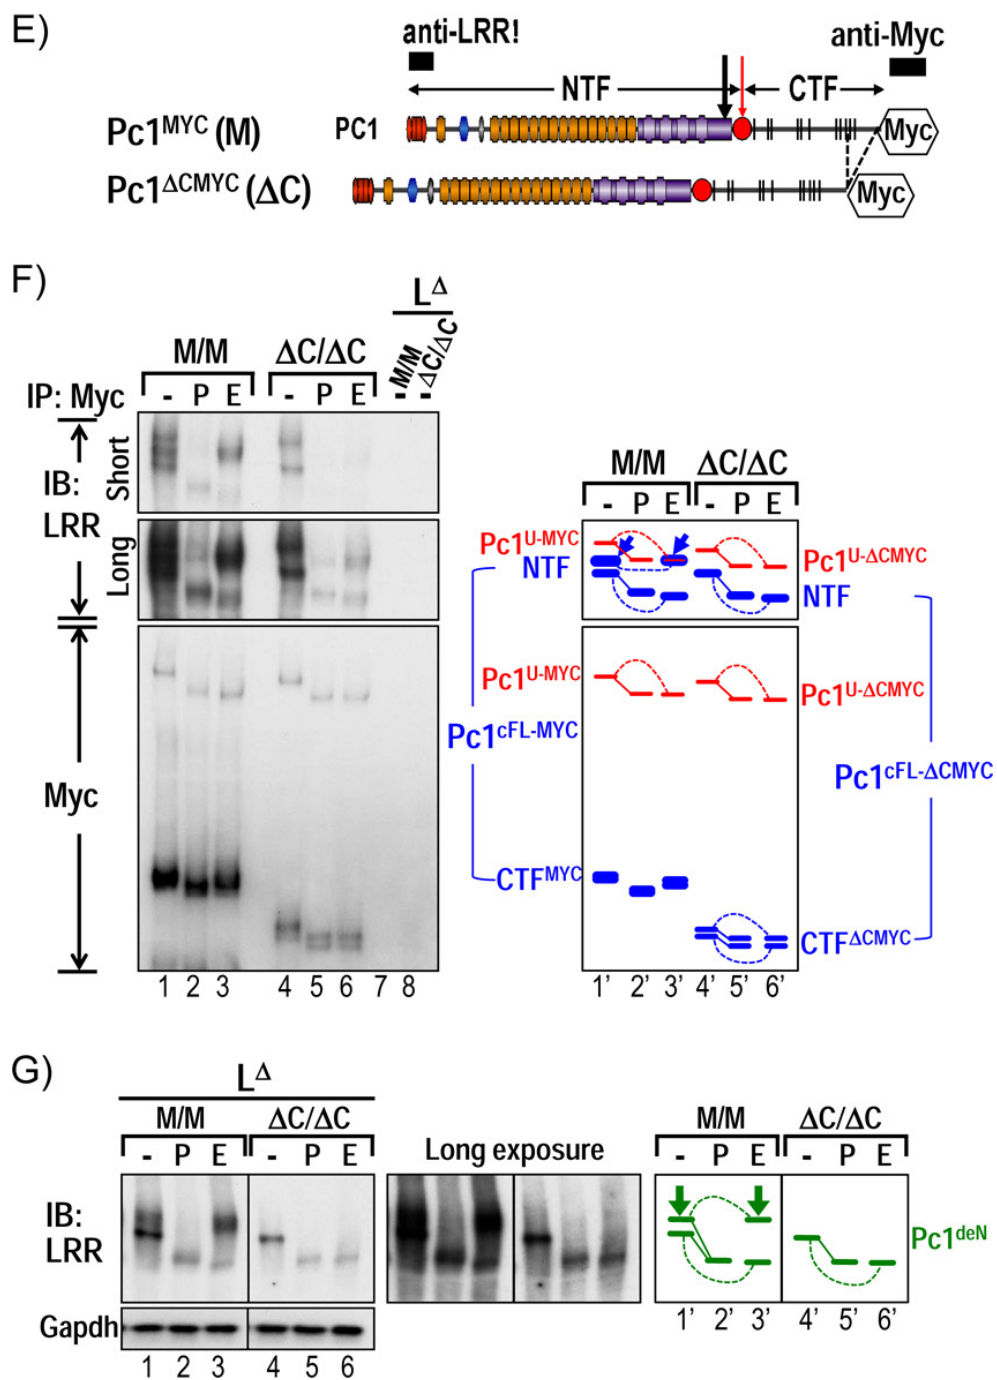 E)
anti-LRR!
anti-Myc
NTF
CTF
Pc1MYC (M)
PC1
Myc
Pc1ΔCMYC (ΔC)
Myc
F)
LΔ
M/M
ΔC/ΔC
- M/M
- ΔC/ΔC
IP: Myc
- P E
- P E
IB:
LRR
Short
Long
Myc
1 2 3 4 5 6 7 8
M/M
ΔC/ΔC
- P E
- P E
Pc1U-MYC
NTF
Pc1U-ΔCMYC
NTF
Pc1U-MYC
Pc1U-ΔCMYC
Pc1cFL-MYC
Pc1cFL-ΔCMYC
CTFMYC
CTFΔCMYC
1’ 2’ 3’ 4’ 5’ 6’
G)
LΔ
M/M
ΔC/ΔC
- P E
- P E
Long exposure
M/M
ΔC/ΔC
- P E
- P E
IB:
LRR
Pc1deN
Gapdh
1 2 3 4 5 6
1’ 2’ 3’ 4’ 5’ 6’